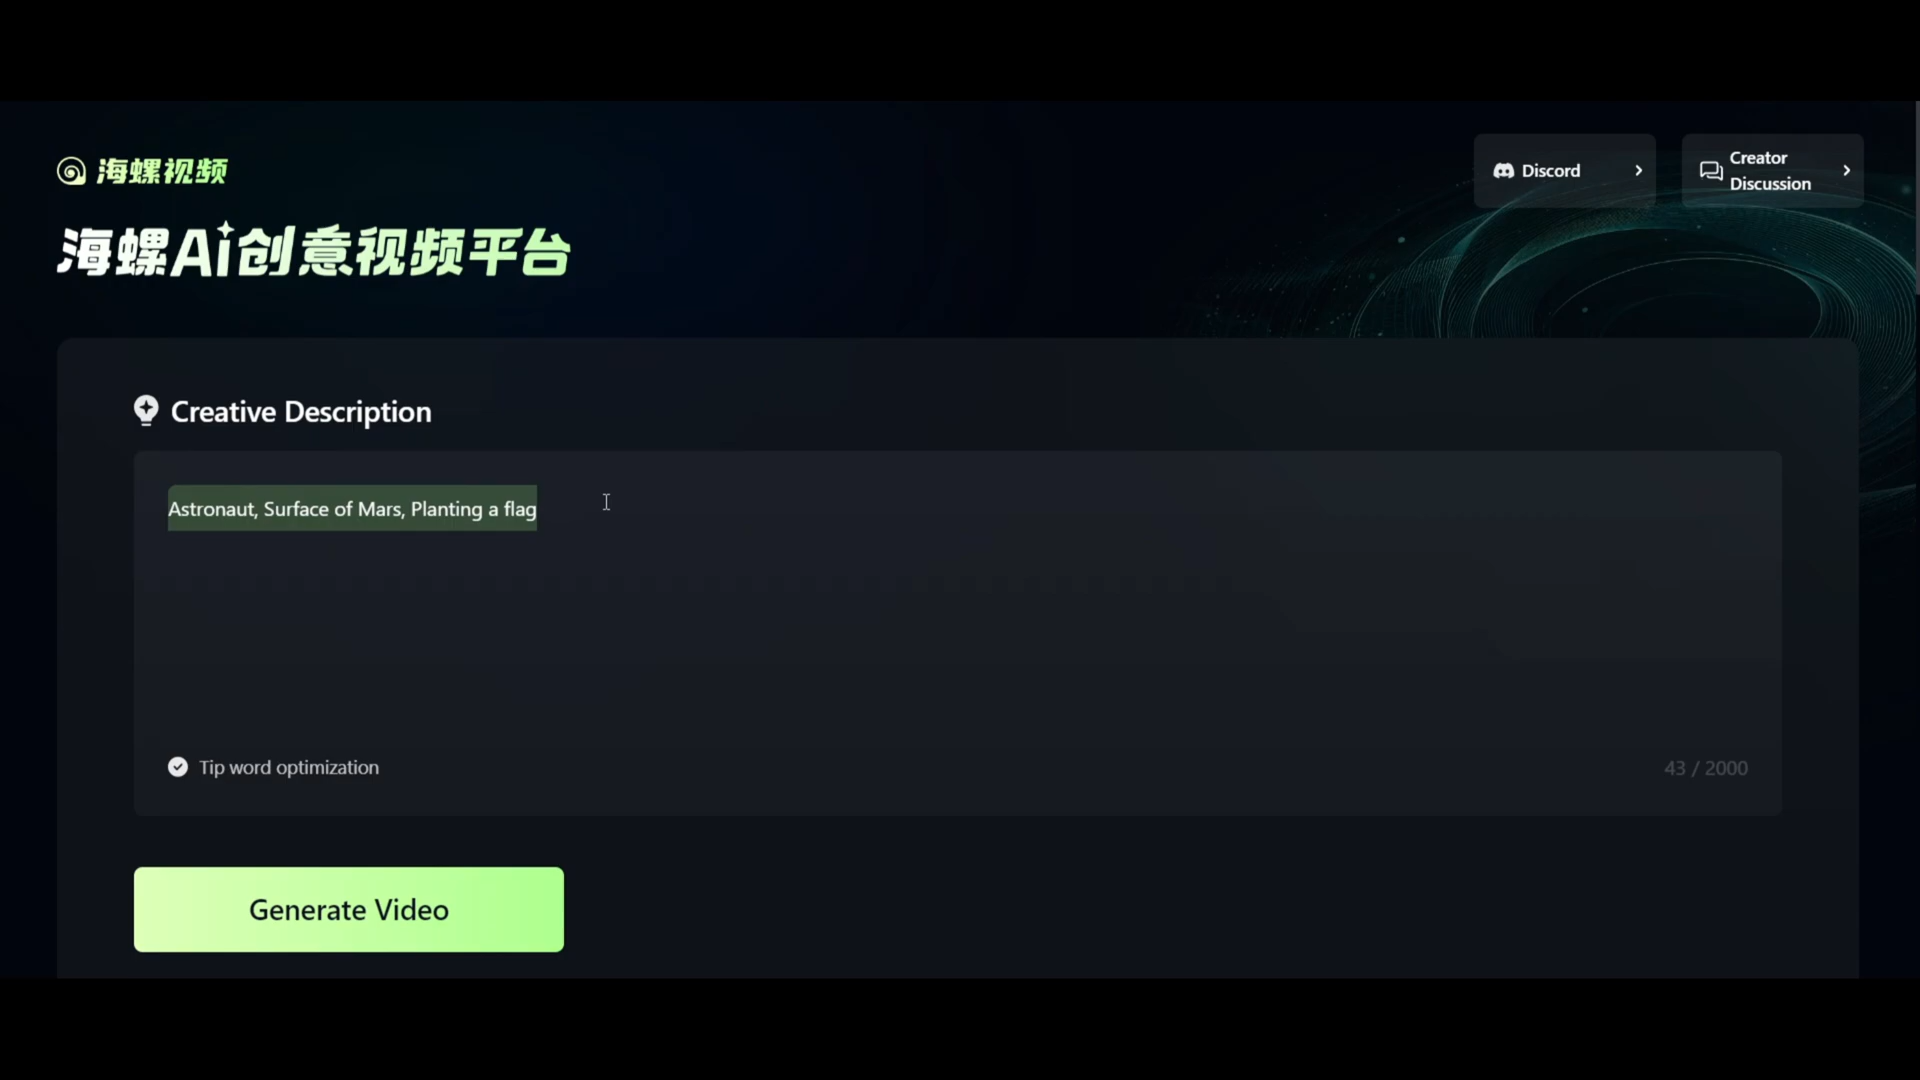 海螺视频
Discord
Creator
Discussion
海螺Ai创意视频平台
Creative Description
Astronaut, Surface of Mars, Planting a flag
Tip word optimization
43 / 2000
Generate Video